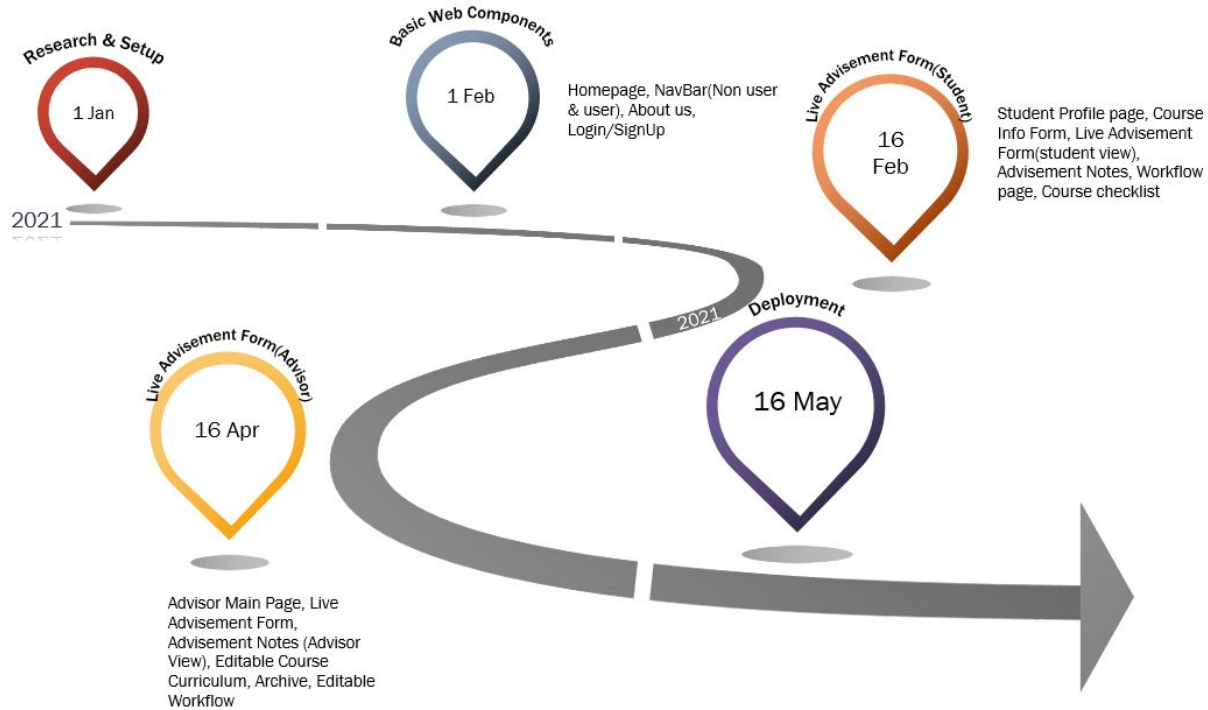 Research & Setup
1 Jan
Basic Web Components
1 Feb
Homepage, NavBar(Non user
& user), About us,
Login/SignUp
Live Advisement Form(Student)
16
Feb
Student Profile page, Course
Info Form, Live Advisement
Form(student view),
Advisement Notes, Workflow
page, Course checklist
2021
2021
Live Advisement Form(Advisor)
16 Apr
Advisor Main Page, Live
Advisement Form,
Advisement Notes (Advisor
View), Editable Course
Curriculum, Archive, Editable
Workflow
Deployment
16 May